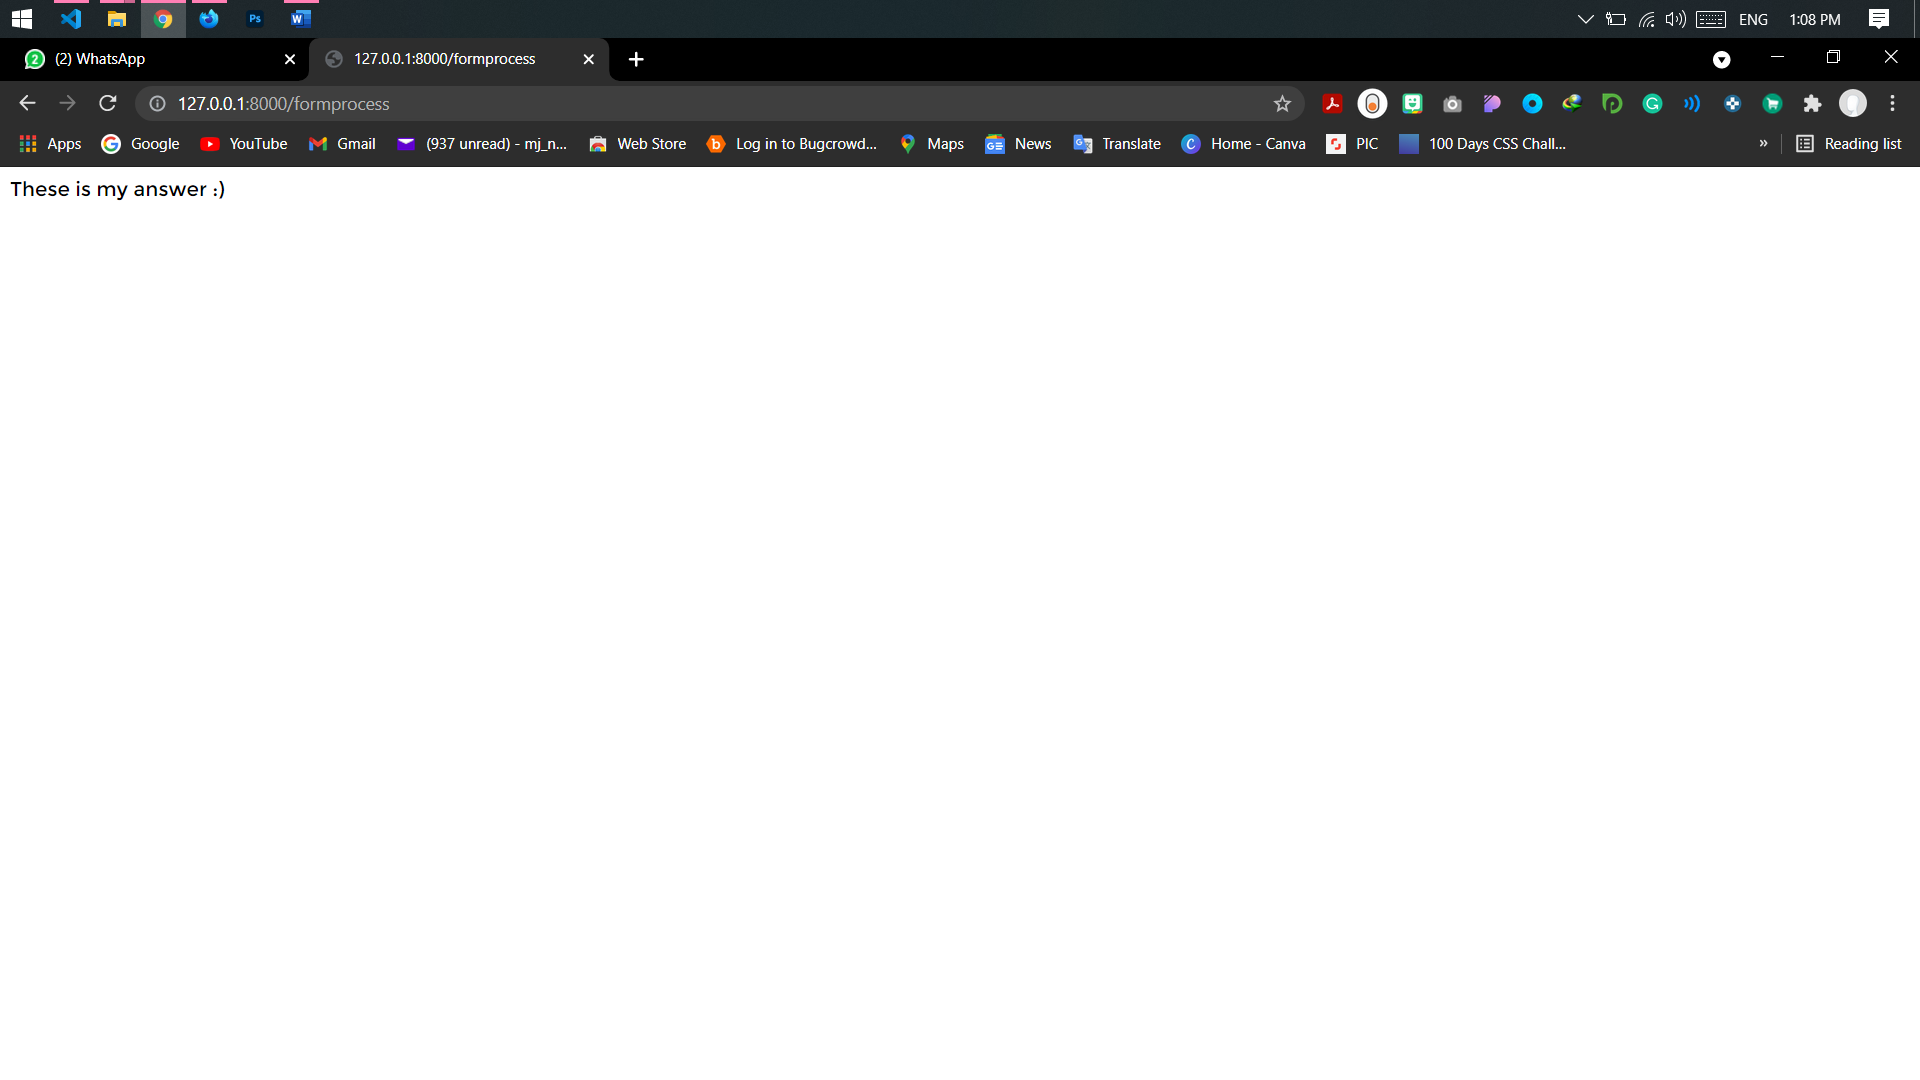 Ps W ENG 1:08 PM
2 (2) WhatsApp 127.0.0.1:8000/formprocess
127.0.0.1:8000/formprocess
Apps Google YouTube Gmail (937 unread) - mj_n... Web Store Log in to Bugcrowd... Maps News Translate Home - Canva PIC 100 Days CSS Chall... » Reading list
These is my answer :)